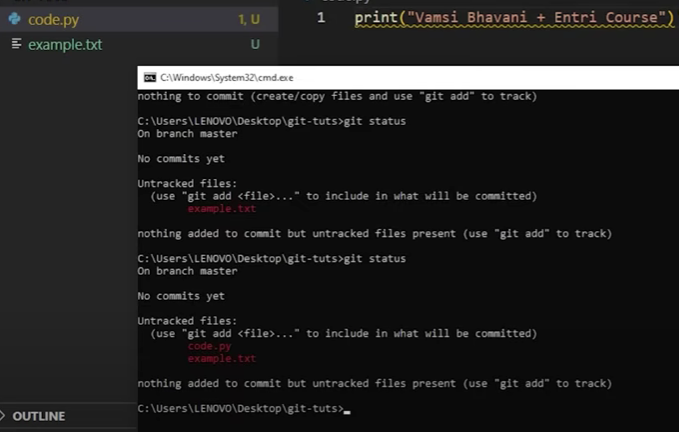 code.py 1, U
example.txt U
1 print("Vamsi Bhavani + Entri Course")
C:\Windows\System32\cmd.exe
nothing to commit (create/copy files and use "git add" to track)
C:\Users\LENOVO\Desktop\git-tuts>git status
On branch master
No commits yet
Untracked files:
(use "git add <file>..." to include in what will be committed)
example.txt
nothing added to commit but untracked files present (use "git add" to track)
C:\Users\LENOVO\Desktop\git-tuts>git status
On branch master
No commits yet
Untracked files:
(use "git add <file>..." to include in what will be committed)
code.py
example.txt
nothing added to commit but untracked files present (use "git add" to track)
C:\Users\LENOVO\Desktop\git-tuts>
OUTLINE